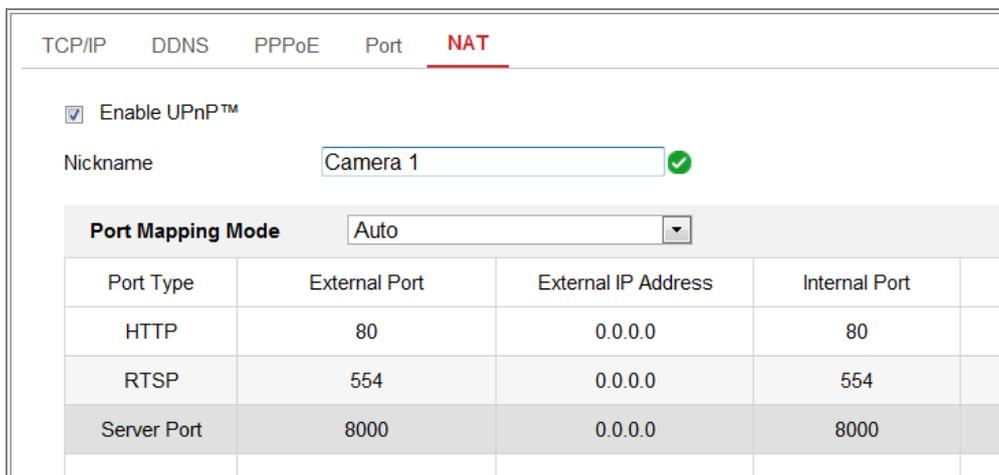 TCP/IP DDNS PPPoE Port NAT
Enable UPnP™
Nickname Camera 1
Port Mapping Mode Auto
Port Type External Port External IP Address Internal Port
HTTP 80 0.0.0.0 80
RTSP 554 0.0.0.0 554
Server Port 8000 0.0.0.0 8000